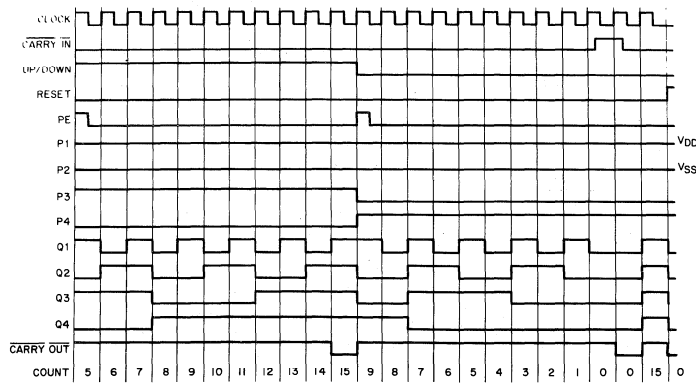 CLOCK
CARRY IN
UP/DOWN
RESET
PE
P1 VDD
P2 VSS
P3
P4
Q1
Q2
Q3
Q4
CARRY OUT
COUNT 5 6 7 8 9 10 11 12 13 14 15 9 8 7 6 5 4 3 2 1 0 0 15 0